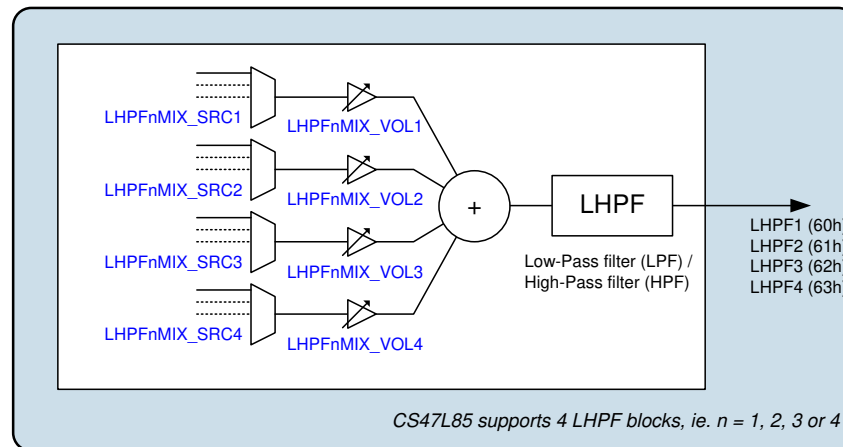 LHPFnMIX_SRC1
LHPFnMIX_VOL1
LHPFnMIX_SRC2
LHPFnMIX_VOL2
LHPFnMIX_SRC3
LHPFnMIX_VOL3
LHPFnMIX_SRC4
LHPFnMIX_VOL4
+
LHPF
Low-Pass filter (LPF) /
High-Pass filter (HPF)
LHPF1 (60h)
LHPF2 (61h)
LHPF3 (62h)
LHPF4 (63h)
CS47L85 supports 4 LHPF blocks, ie. n = 1, 2, 3 or 4